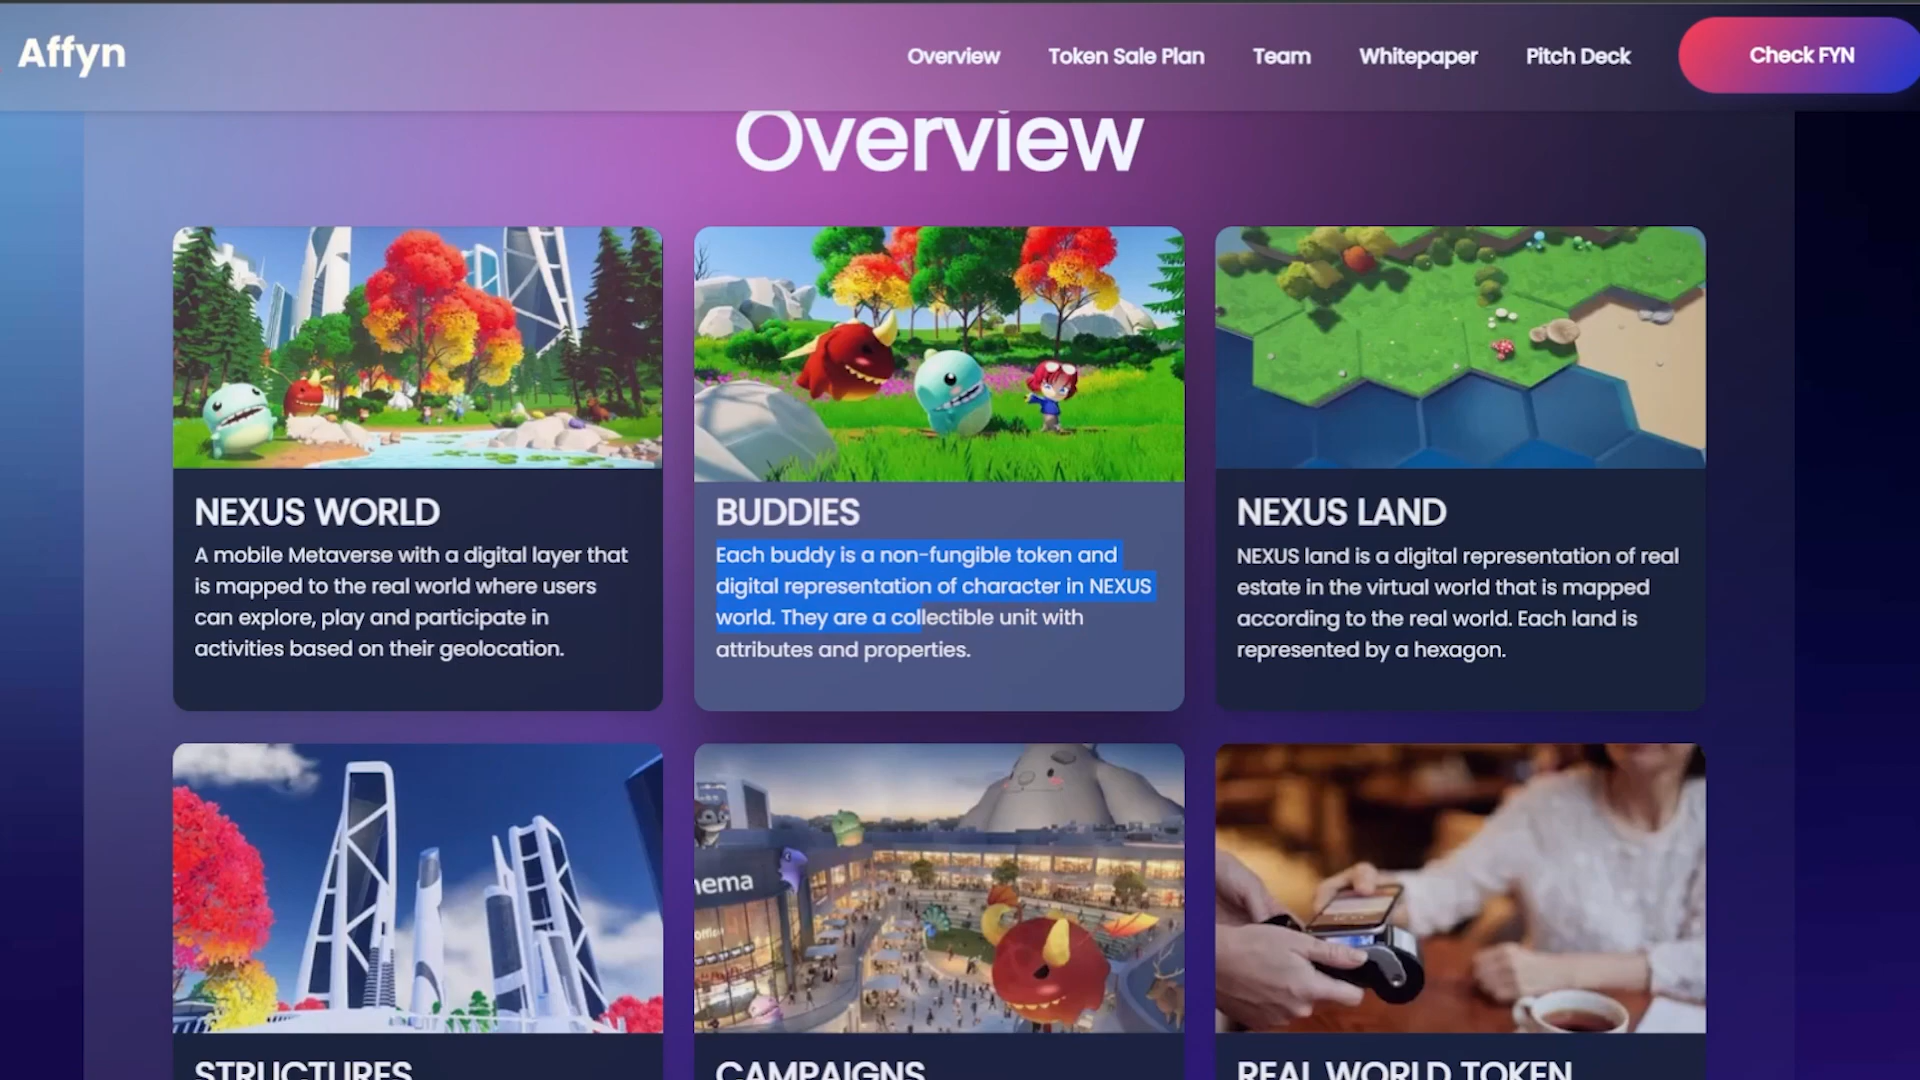 Affyn
Overview
Token Sale Plan
Team
Whitepaper
Pitch Deck
Check FYN
Overview
NEXUS WORLD
A mobile Metaverse with a digital layer that
is mapped to the real world where users
can explore, play and participate in
activities based on their geolocation.
BUDDIES
Each buddy is a non-fungible token and
digital representation of character in NEXUS
world. They are a collectible unit with
attributes and properties.
NEXUS LAND
NEXUS land is a digital representation of real
estate in the virtual world that is mapped
according to the real world. Each land is
represented by a hexagon.
nema
office
STRUCTURES
CAMPAIGNS
REAL WORLD TOKEN